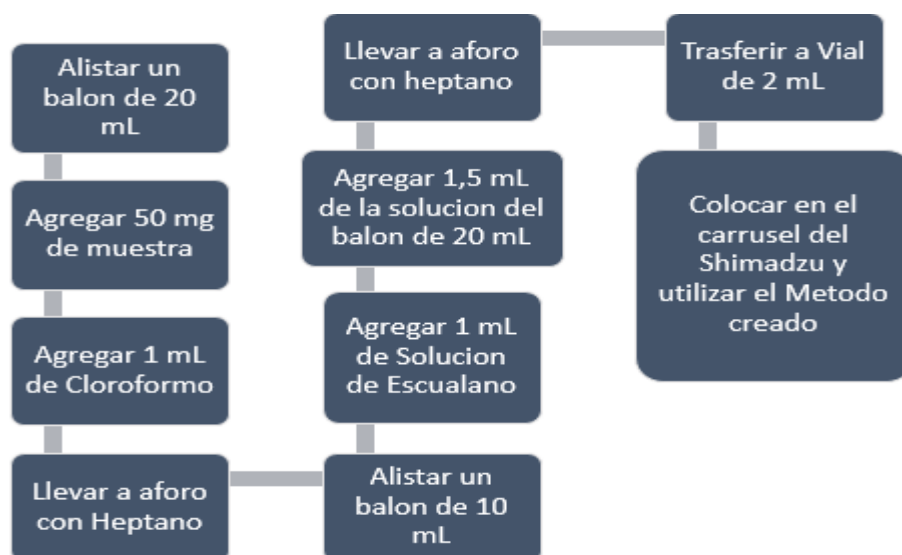 Alistar un
balon de 20
mL
Agregar 50 mg
de muestra
Agregar 1 mL
de Cloroformo
Llevar a aforo
con Heptano
Alistar un
balon de 10
mL
Agregar 1 mL
de Solucion
de Escualano
Agregar 1,5 mL
de la solucion del
balon de 20 mL
Llevar a aforo
con heptano
Trasferir a Vial
de 2 mL
Colocar en el
carrusel del
Shimadzu y
utilizar el Metodo
creado